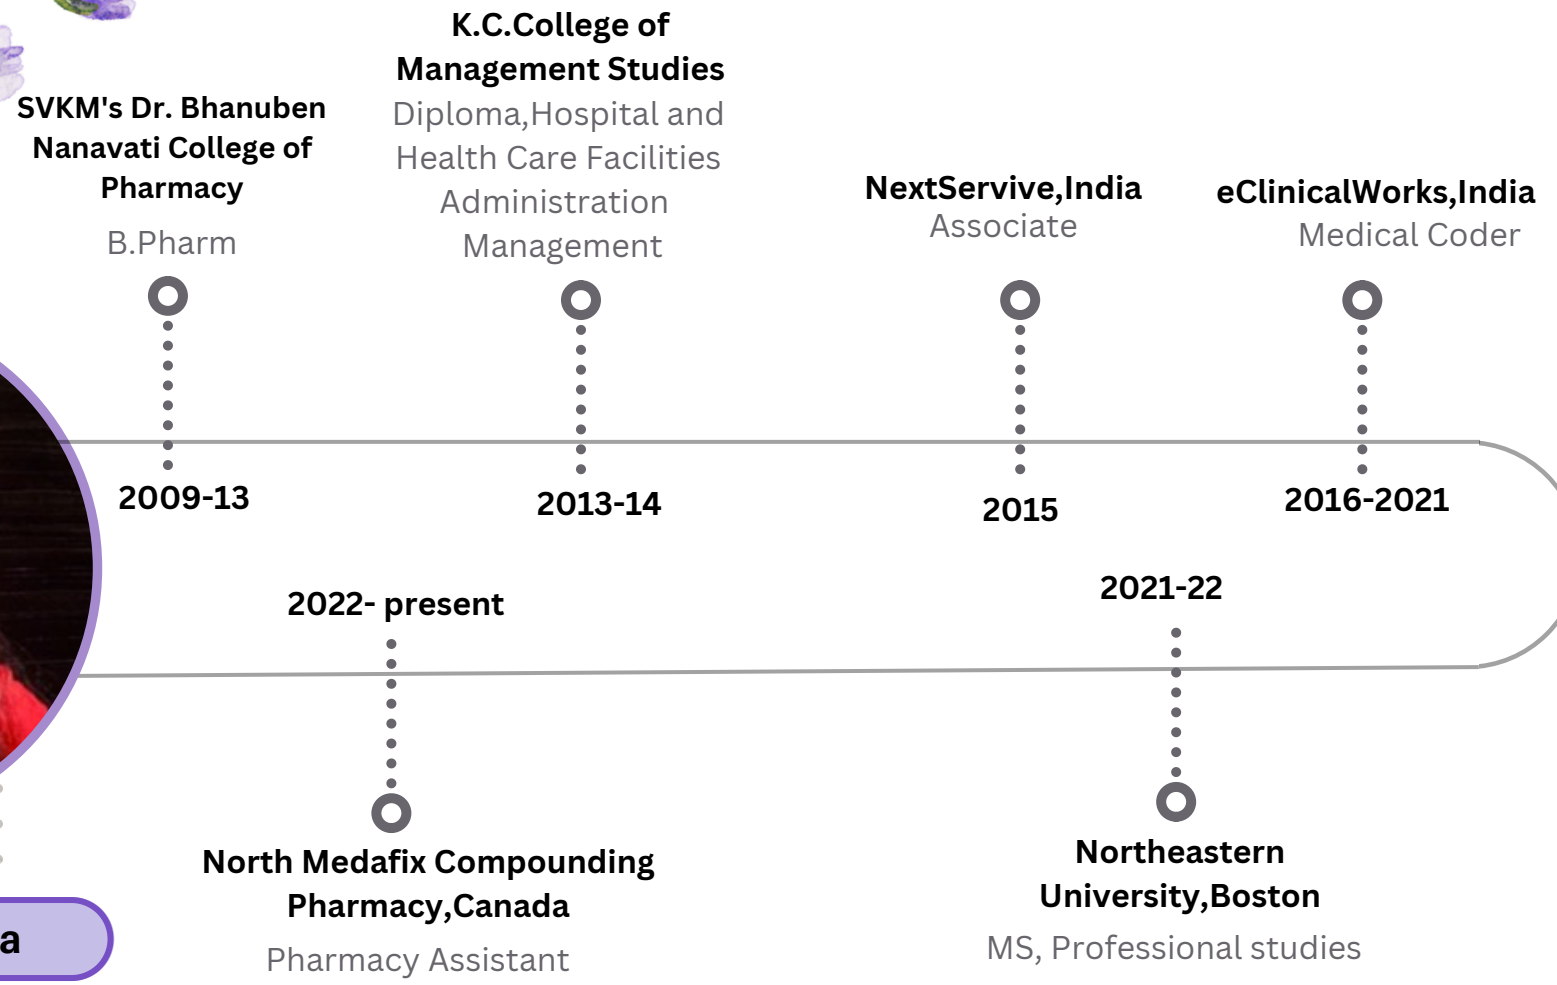 SVKM's Dr. Bhanuben
Nanavati College of
Pharmacy
B.Pharm
2009-13
K.C.College of
Management Studies
Diploma,Hospital and
Health Care Facilities
Administration
Management
2013-14
NextServive,India
Associate
2015
eClinicalWorks,India
Medical Coder
2016-2021
2021-22
Northeastern
University,Boston
MS, Professional studies
2022- present
North Medafix Compounding
Pharmacy,Canada
Pharmacy Assistant
a